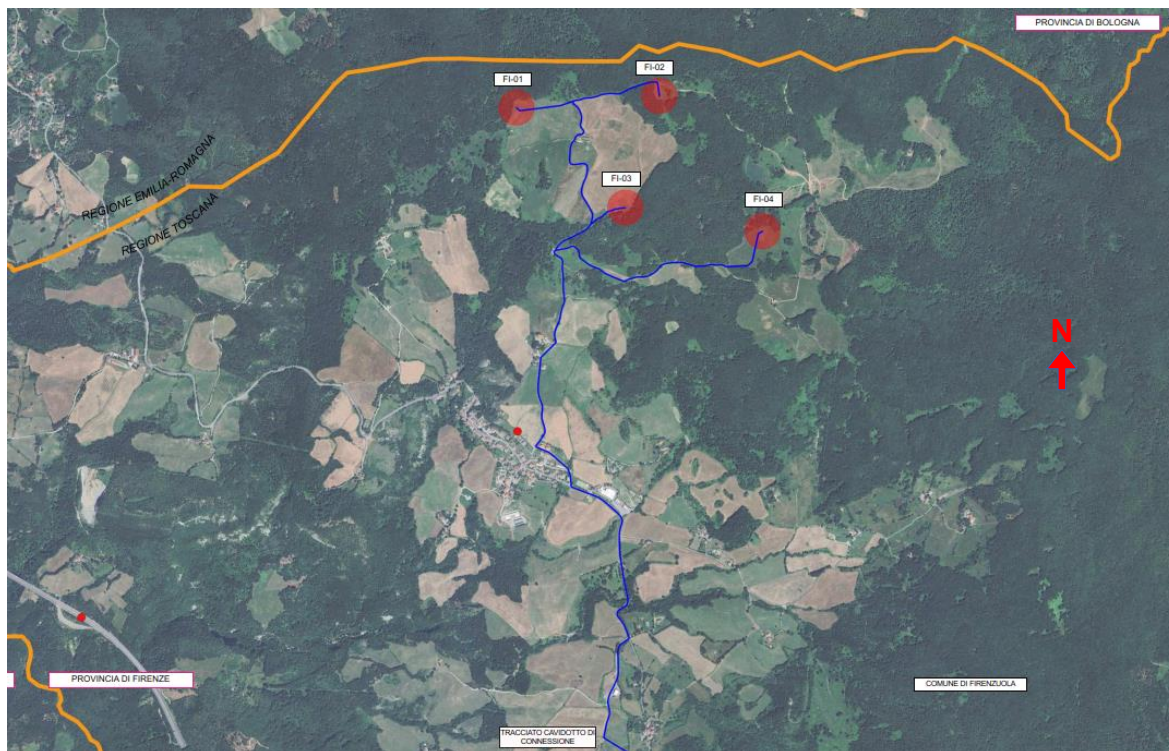 PROVINCIA DI BOLOGNA
FI-01
FI-02
REGIONE EMILIA-ROMAGNA
REGIONE TOSCANA
FI-03
FI-04
N
PROVINCIA DI FIRENZE
COMUNE DI FIRENZUOLA
TRACCIATO CAVIDOTTO DI
CONNESSIONE